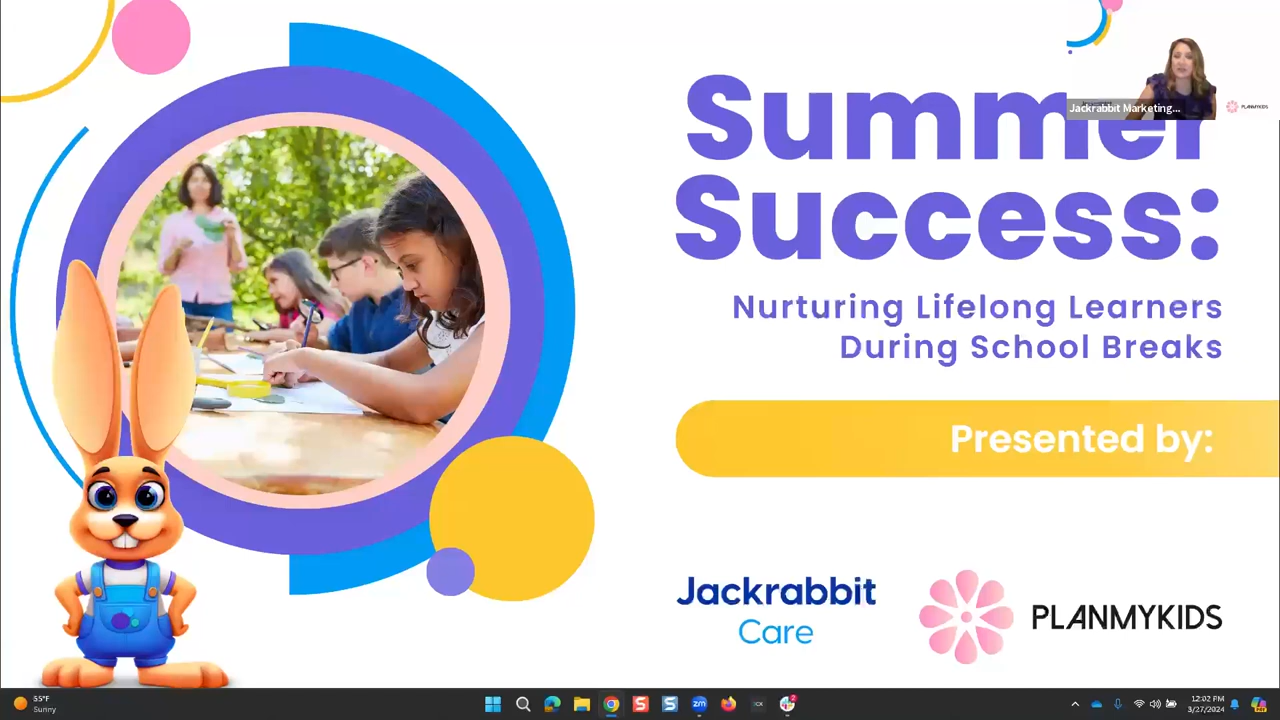 Summer
Success:
Jackrabbit Marketing...
PLANMYKIDS
Nurturing Lifelong Learners
During School Breaks
Presented by:
Jackrabbit
Care
PLANMYKIDS
55°F
Sunny
12:02 PM
3/27/2024